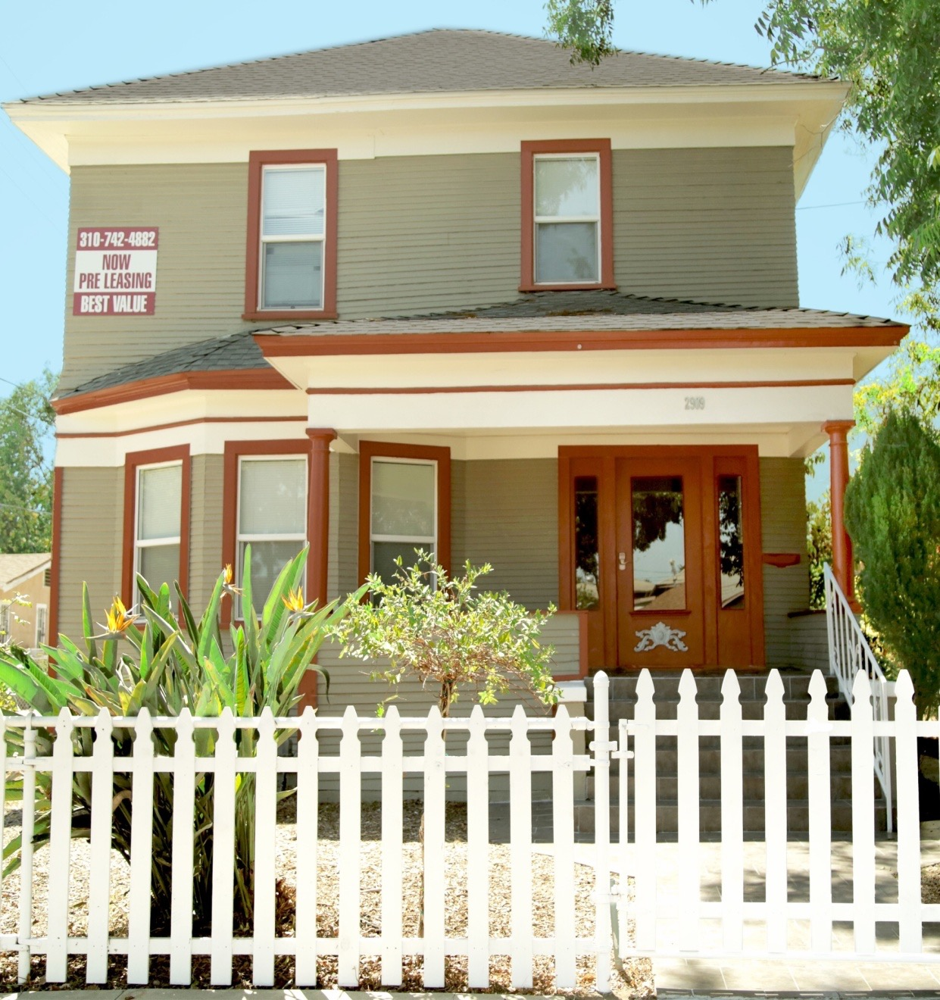 310-742-4882
NOW
PRE LEASING
BEST VALUE
2909